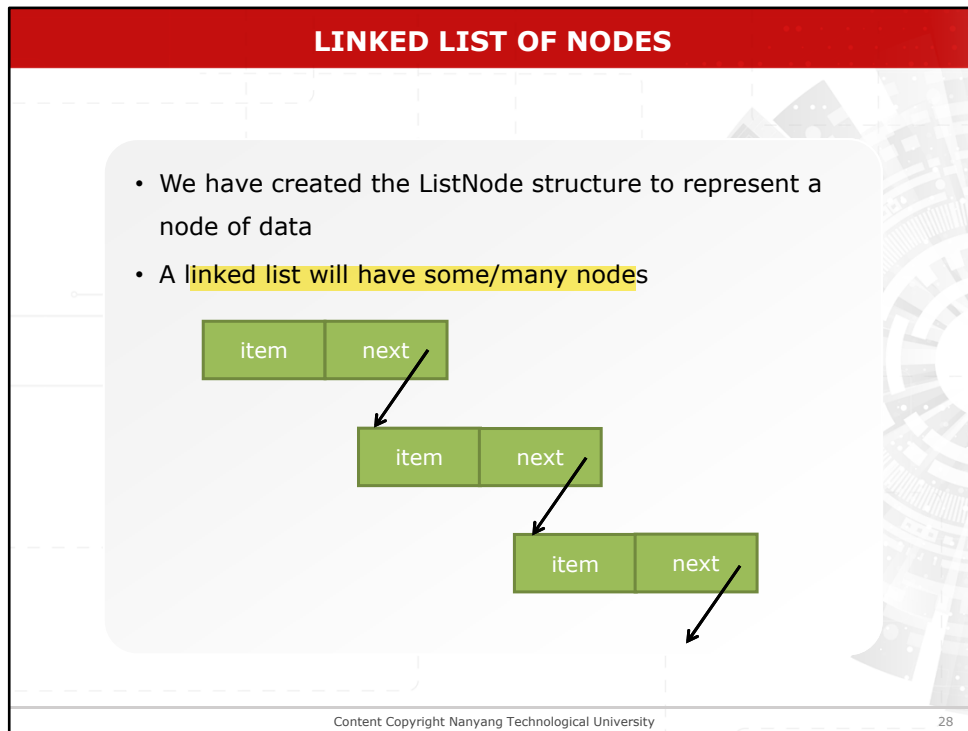 LINKED LIST OF NODES
• We have created the ListNode structure to represent a
node of data
• A linked list will have some/many nodes
item next
item next
item next
Content Copyright Nanyang Technological University 28